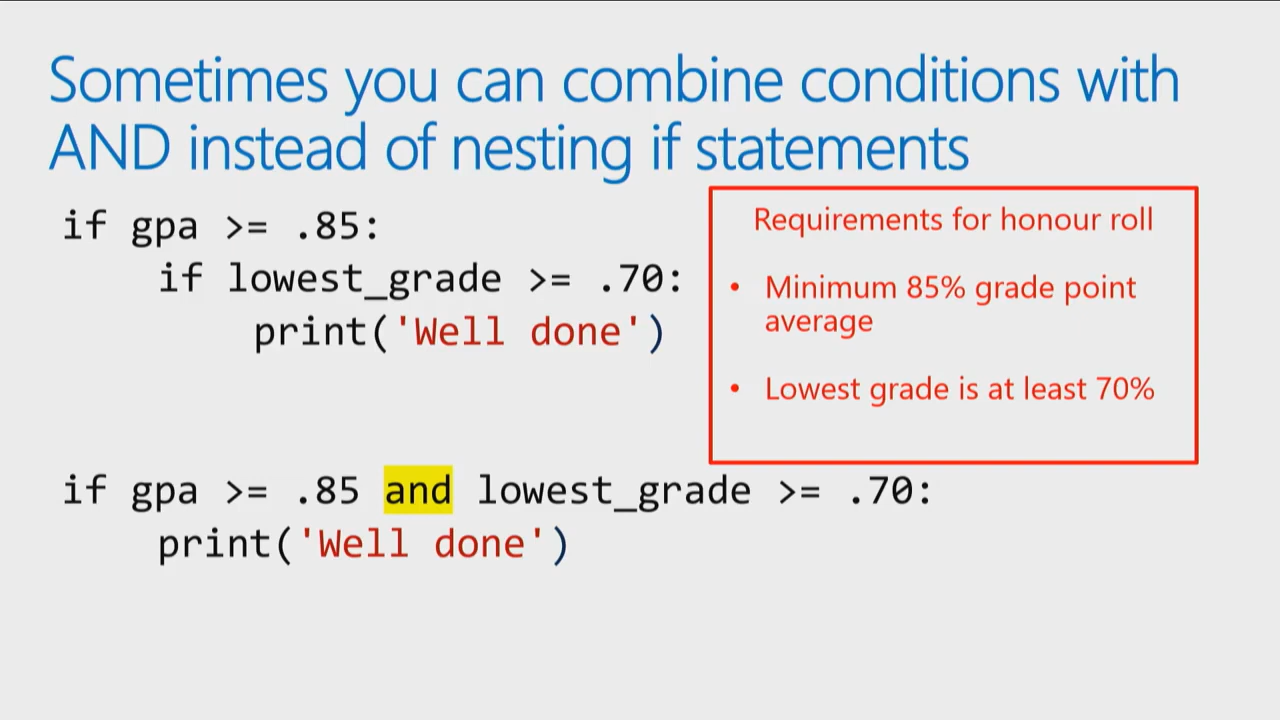 Sometimes you can combine conditions with
AND instead of nesting if statements
if gpa >= .85:
if lowest_grade >= .70:
print('Well done')
Requirements for honour roll
• Minimum 85% grade point
average
• Lowest grade is at least 70%
if gpa >= .85 and lowest_grade >= .70:
print('Well done')